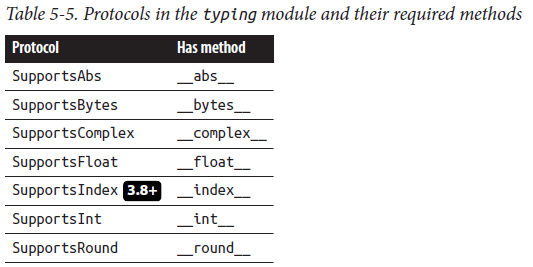 Table 5-5. Protocols in the typing module and their required methods
Protocol Has method
SupportsAbs __abs__
SupportsBytes __bytes__
SupportsComplex __complex__
SupportsFloat __float__
SupportsIndex 3.8+ __index__
SupportsInt __int__
SupportsRound __round__